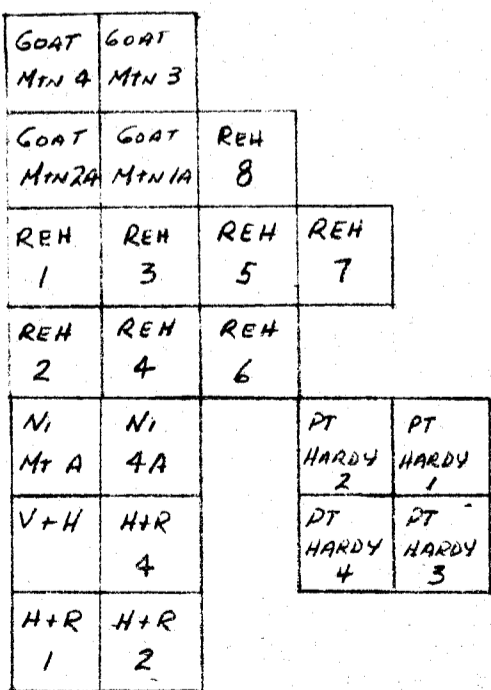 GOAT MTN 4
GOAT MTN 3
GOAT MTN 2A
GOAT MTN 1A
REH 8
REH 1
REH 3
REH 5
REH 7
REH 2
REH 4
REH 6
Ni MT A
Ni 4A
PT HARDY 2
PT HARDY 1
V+H
H+R 4
PT HARDY 4
PT HARDY 3
H+R 1
H+R 2